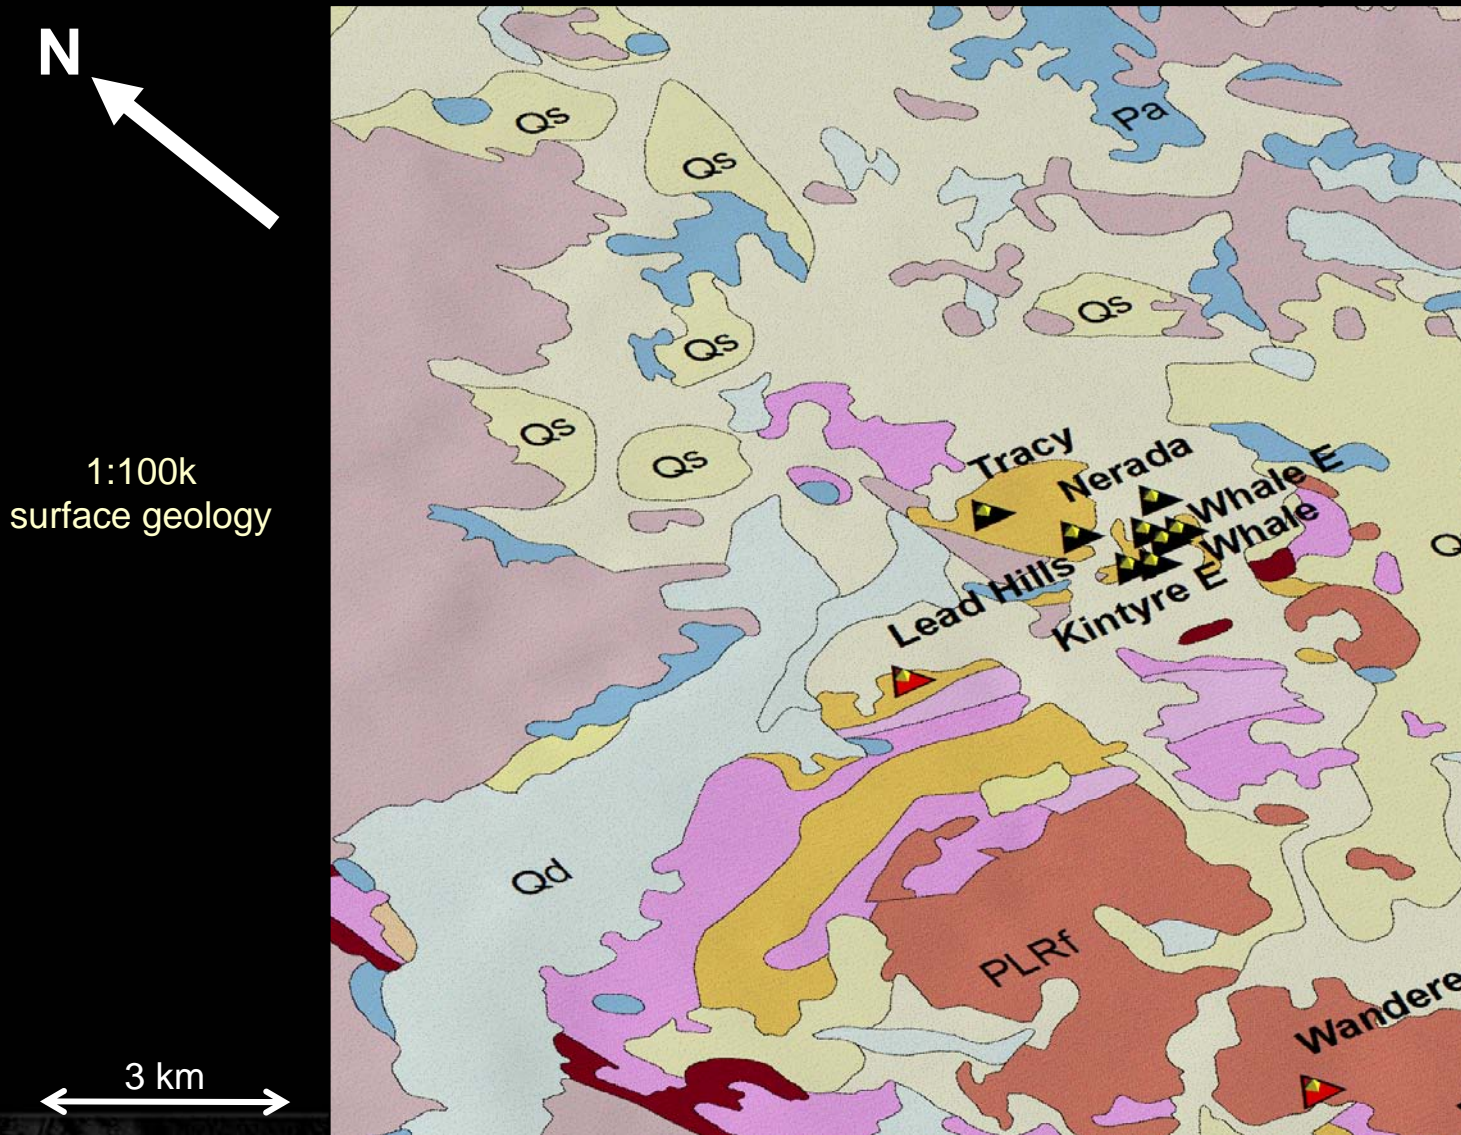 N
1:100k
surface geology
3 km
Qs
Qs
Pa
Qs
Qs
Qs
Qs
Tracy
Nerada
Whale E
Whale
Lead Hills
Kintyre E
Q
Qd
PLRf
Wandere